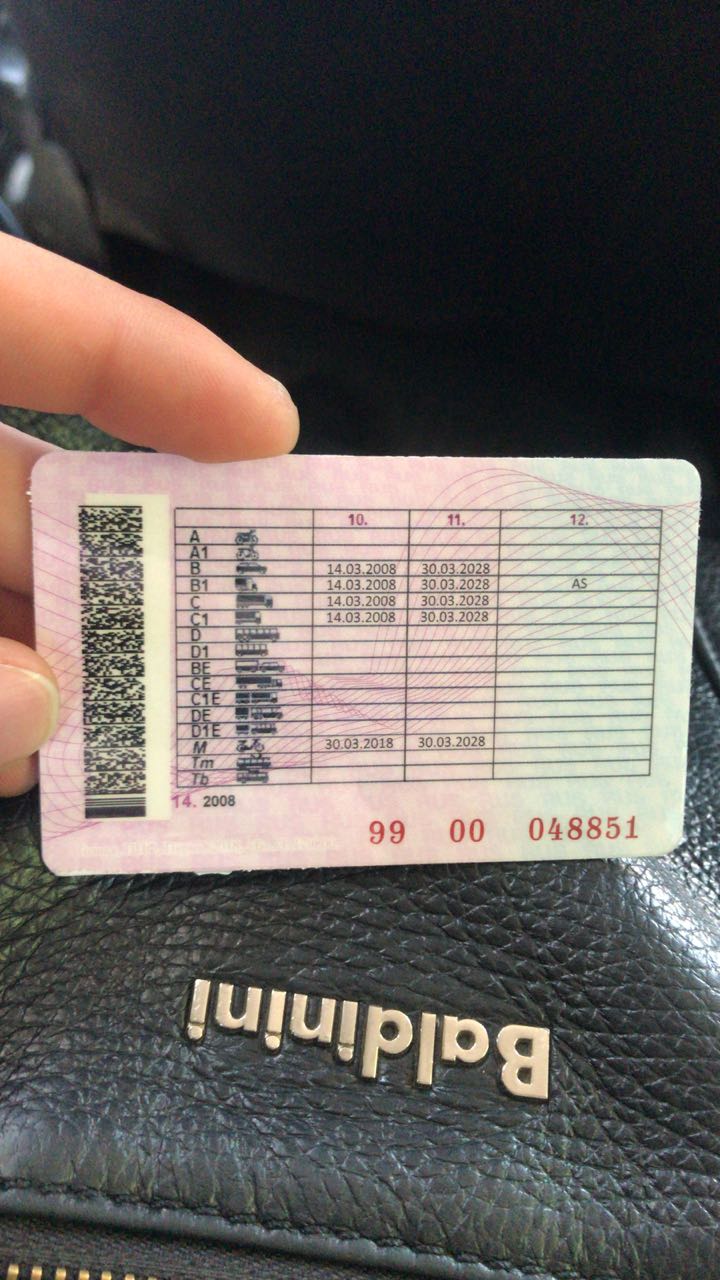 10. 11. 12.
A
A1
B 14.03.2008 30.03.2028
B1 14.03.2008 30.03.2028 AS
C 14.03.2008 30.03.2028
C1 14.03.2008 30.03.2028
D
D1
BE
CE
C1E
DE
D1E
M 30.03.2018 30.03.2028
Tm
Tb
14. 2008
99 00 048851
Baldinini